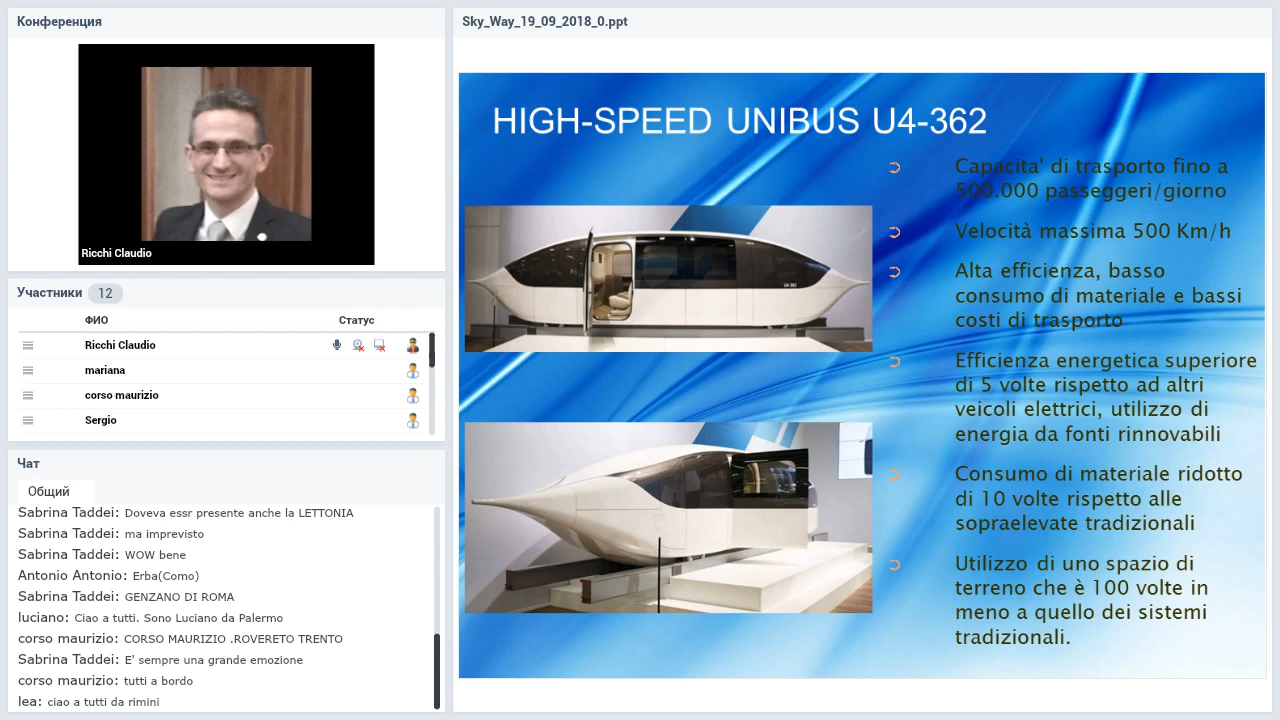 Конференция
Ricchi Claudio
Участники 12
ФИО Статус
Ricchi Claudio
mariana
corso maurizio
Sergio
Чат
Общий
Sabrina Taddei: Doveva essr presente anche la LETTONIA
Sabrina Taddei: ma imprevisto
Sabrina Taddei: WOW bene
Antonio Antonio: Erba(Como)
Sabrina Taddei: GENZANO DI ROMA
luciano: Ciao a tutti. Sono Luciano da Palermo
corso maurizio: CORSO MAURIZIO .ROVERETO TRENTO
Sabrina Taddei: E' sempre una grande emozione
corso maurizio: tutti a bordo
lea: ciao a tutti da rimini
Sky_Way_19_09_2018_0.ppt
HIGH-SPEED UNIBUS U4-362
Capacita' di trasporto fino a
500.000 passeggeri/giorno
Velocità massima 500 Km/h
Alta efficienza, basso
consumo di materiale e bassi
costi di trasporto
Efficienza energetica superiore
di 5 volte rispetto ad altri
veicoli elettrici, utilizzo di
energia da fonti rinnovabili
Consumo di materiale ridotto
di 10 volte rispetto alle
sopraelevate tradizionali
Utilizzo di uno spazio di
terreno che è 100 volte in
meno a quello dei sistemi
tradizionali.